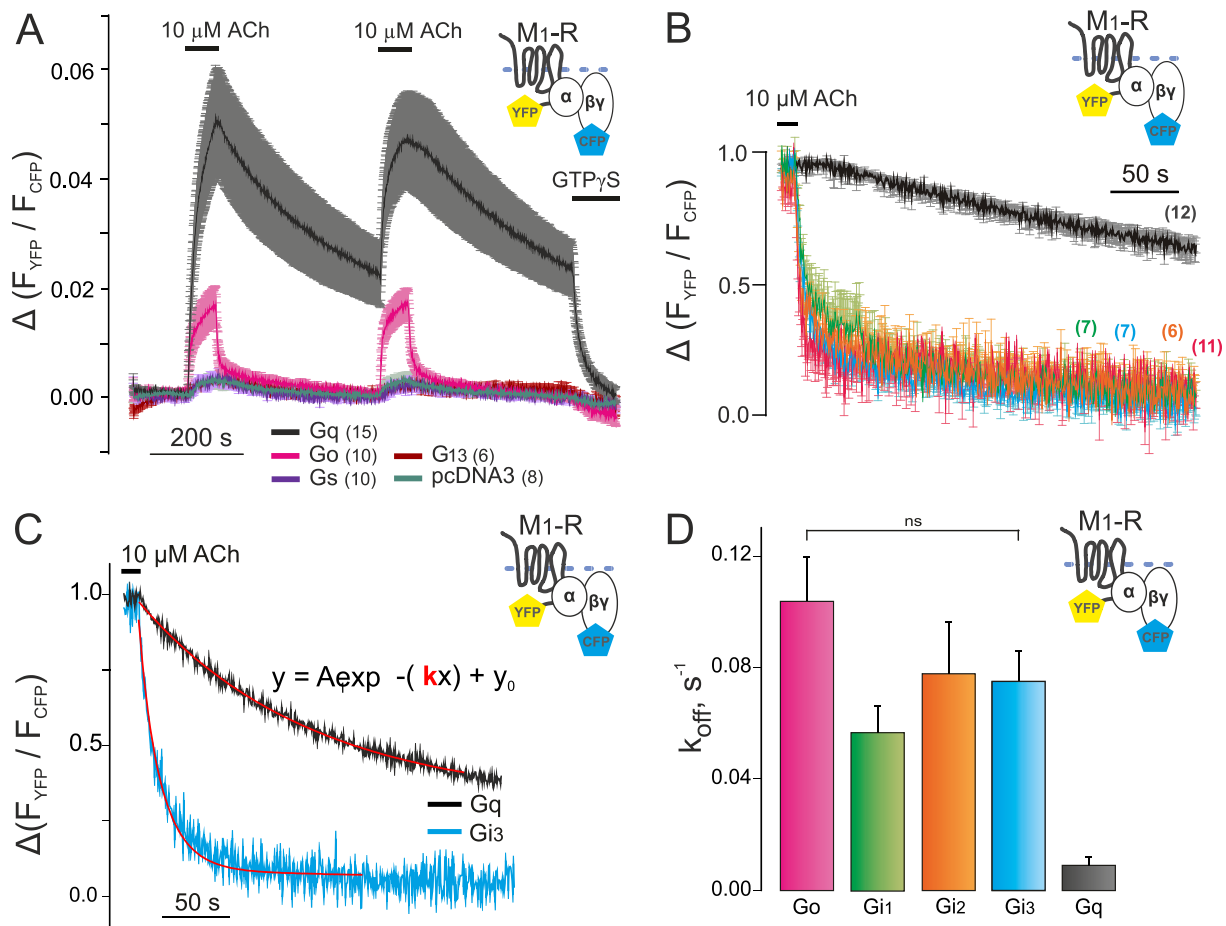 A
10 µM ACh
10 µM ACh
M1-R
YFP
α
βγ
CFP
GTPγS
Δ (FYFP / FCFP)
0.06
0.04
0.02
0.00
200 s
Gq (15)
Go (10)
Gs (10)
G13 (6)
pcDNA3 (8)
B
10 µM ACh
M1-R
YFP
α
βγ
CFP
50 s
Δ (FYFP / FCFP)
1.0
0.5
0.0
(12)
(7)
(7)
(6)
(11)
C
10 µM ACh
M1-R
YFP
α
βγ
CFP
Δ(FYFP / FCFP)
1.0
0.5
0.0
y = Aexp -( kx) + y0
Gq
Gi3
50 s
D
ns
M1-R
YFP
α
βγ
CFP
koff, s-1
0.12
0.08
0.04
0.00
Go
Gi1
Gi2
Gi3
Gq